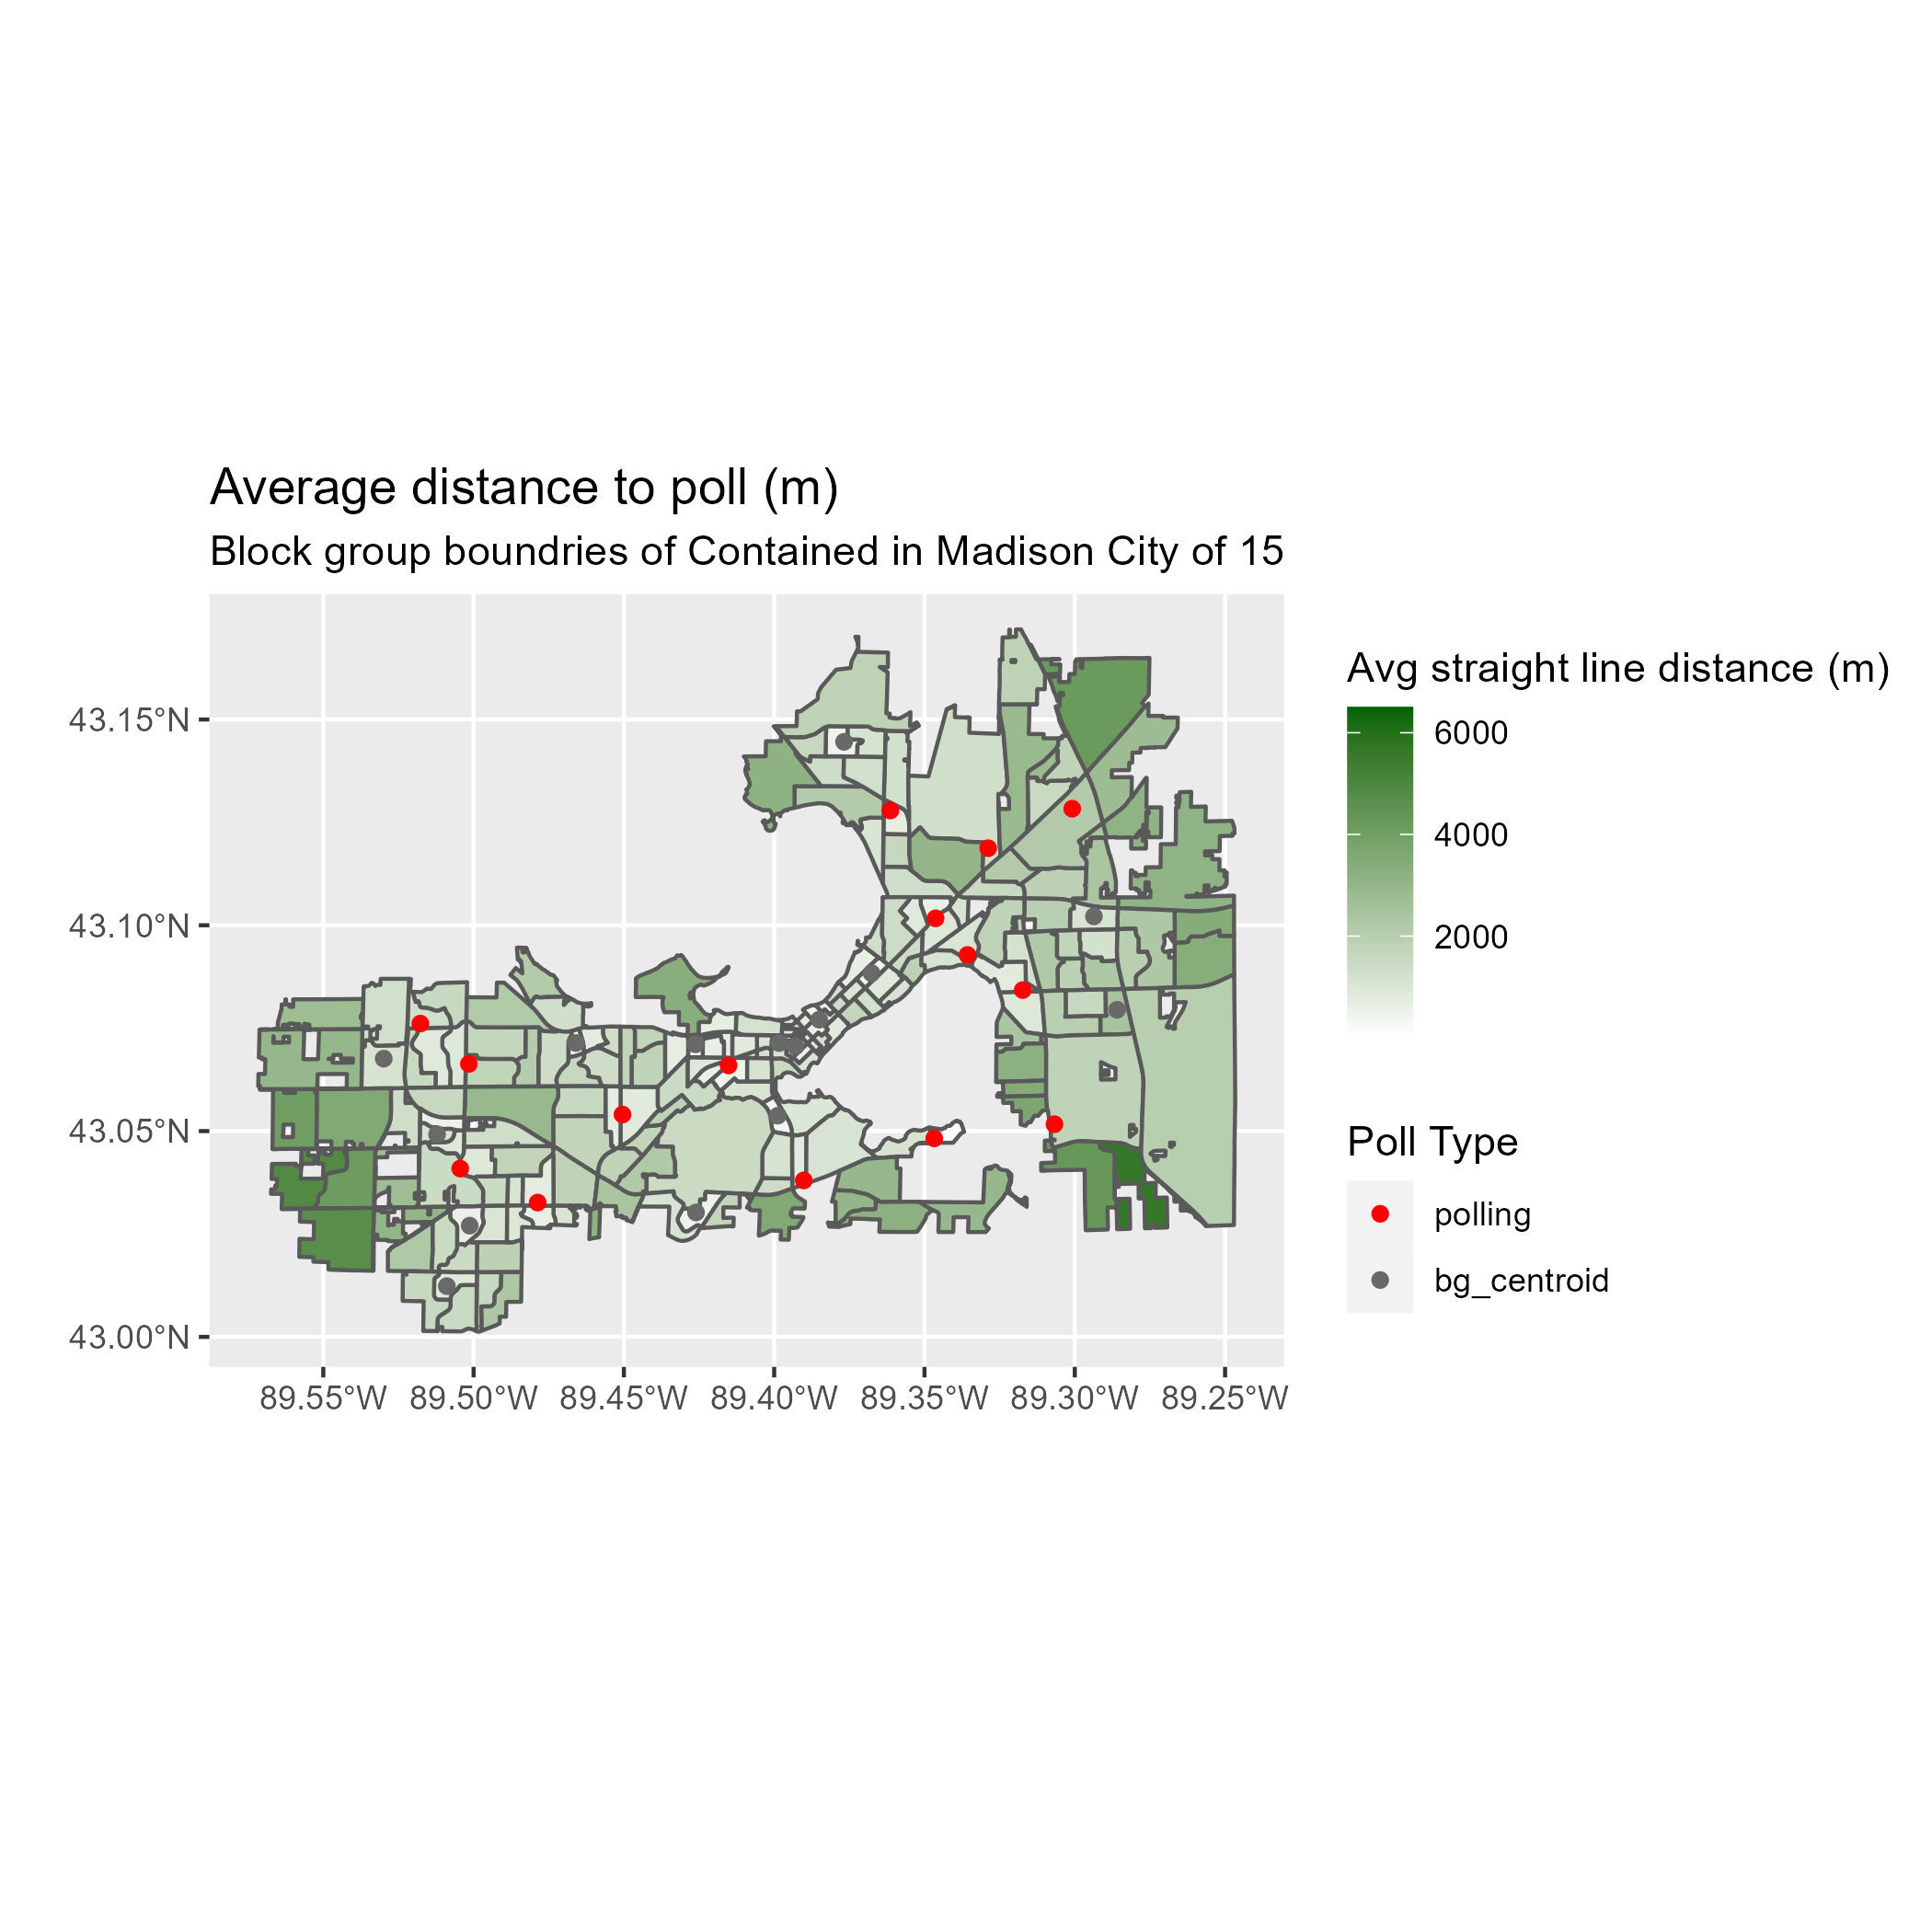 Average distance to poll (m)
Block group boundries of Contained in Madison City of 15
43.15°N
43.10°N
43.05°N
43.00°N
89.55°W 89.50°W 89.45°W 89.40°W 89.35°W 89.30°W 89.25°W
Avg straight line distance (m)
6000
4000
2000
Poll Type
polling
bg_centroid